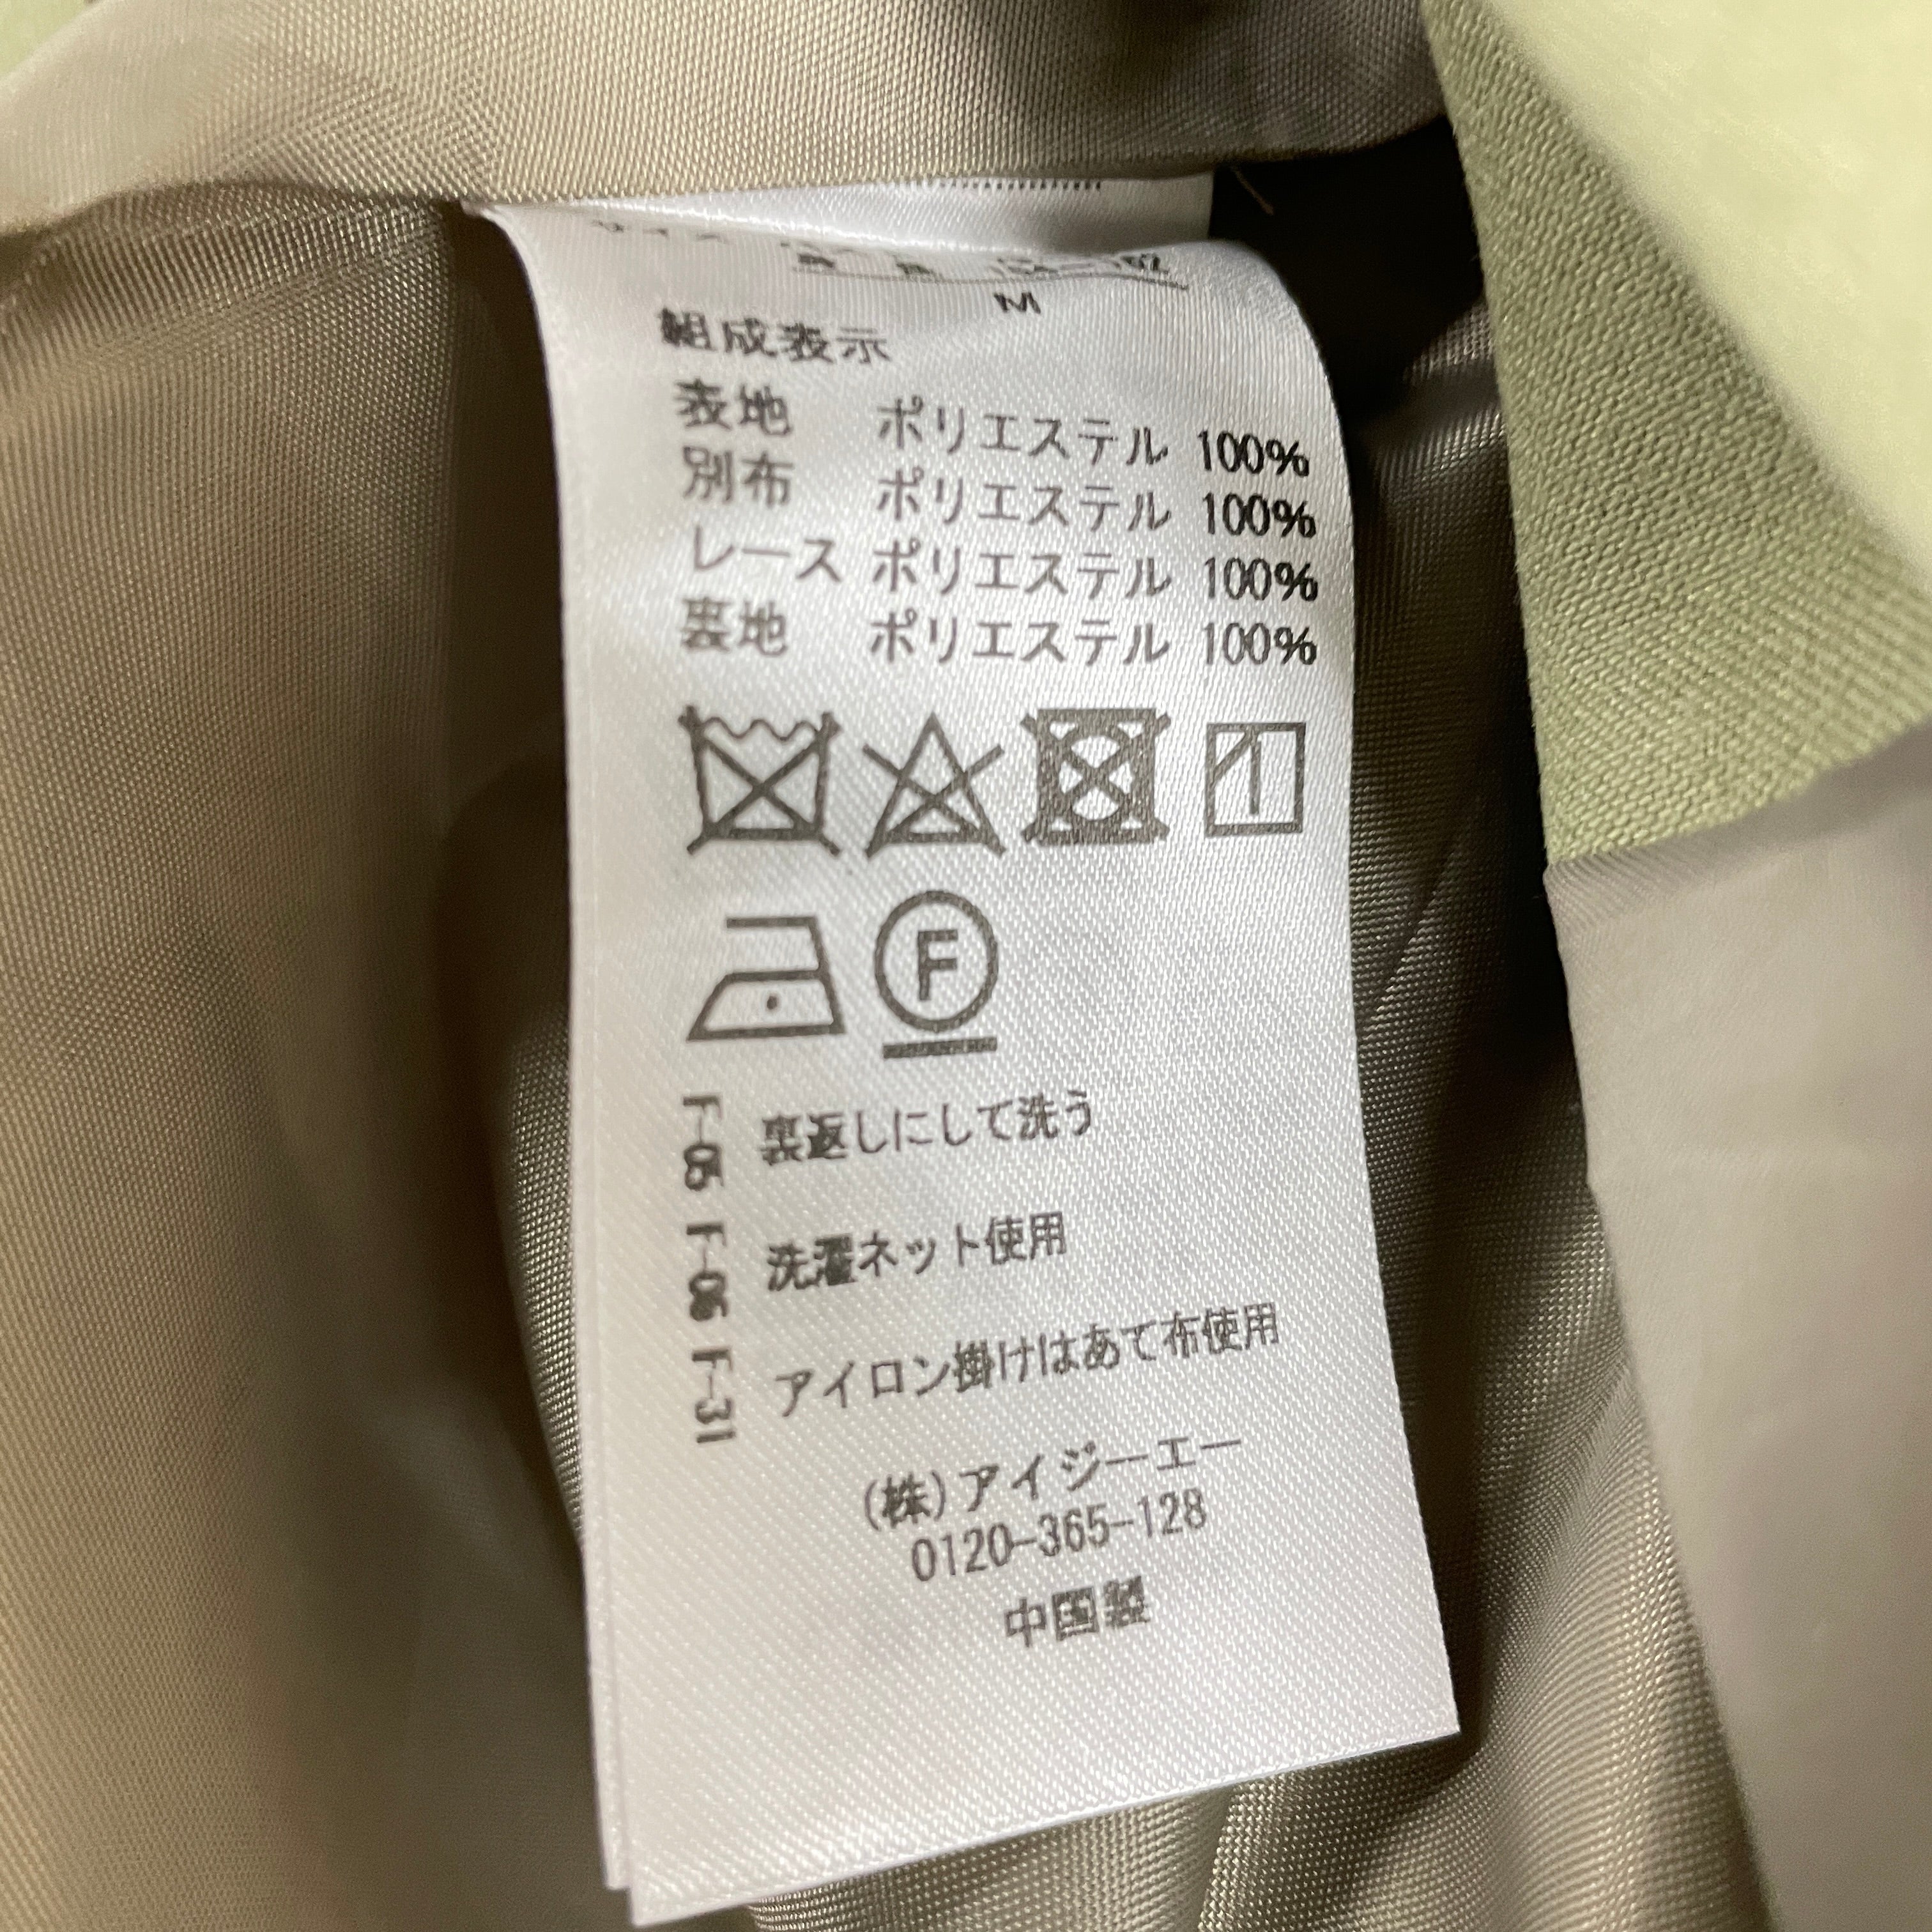 サイズ
M
組成表示
表地 ポリエステル 100%
別布 ポリエステル 100%
レース ポリエステル 100%
裏地 ポリエステル 100%
F
F-05 裏返しにして洗う
F-06 洗濯ネット使用
F-31 アイロン掛けはあて布使用
(株)アイジーエー
0120-365-128
中国製